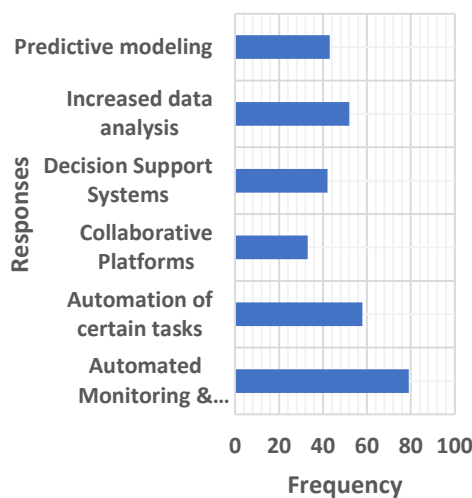 Predictive modeling
Increased data
analysis
Decision Support
Systems
Collaborative
Platforms
Automation of
certain tasks
Automated
Monitoring &…
Responses
0 20 40 60 80 100
Frequency